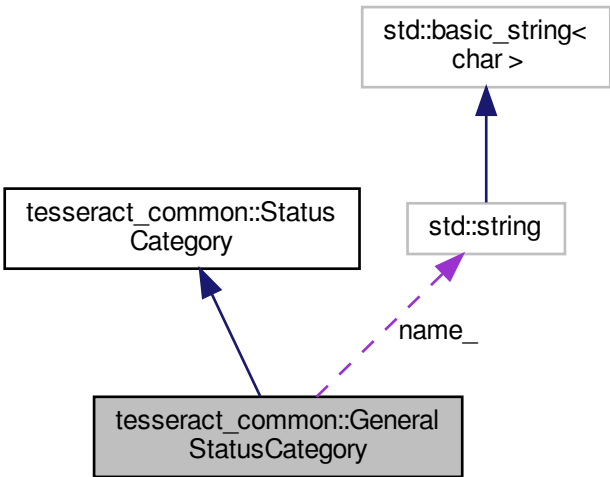 std::basic_string<
char >
tesseract_common::Status
Category
std::string
name_
tesseract_common::General
StatusCategory